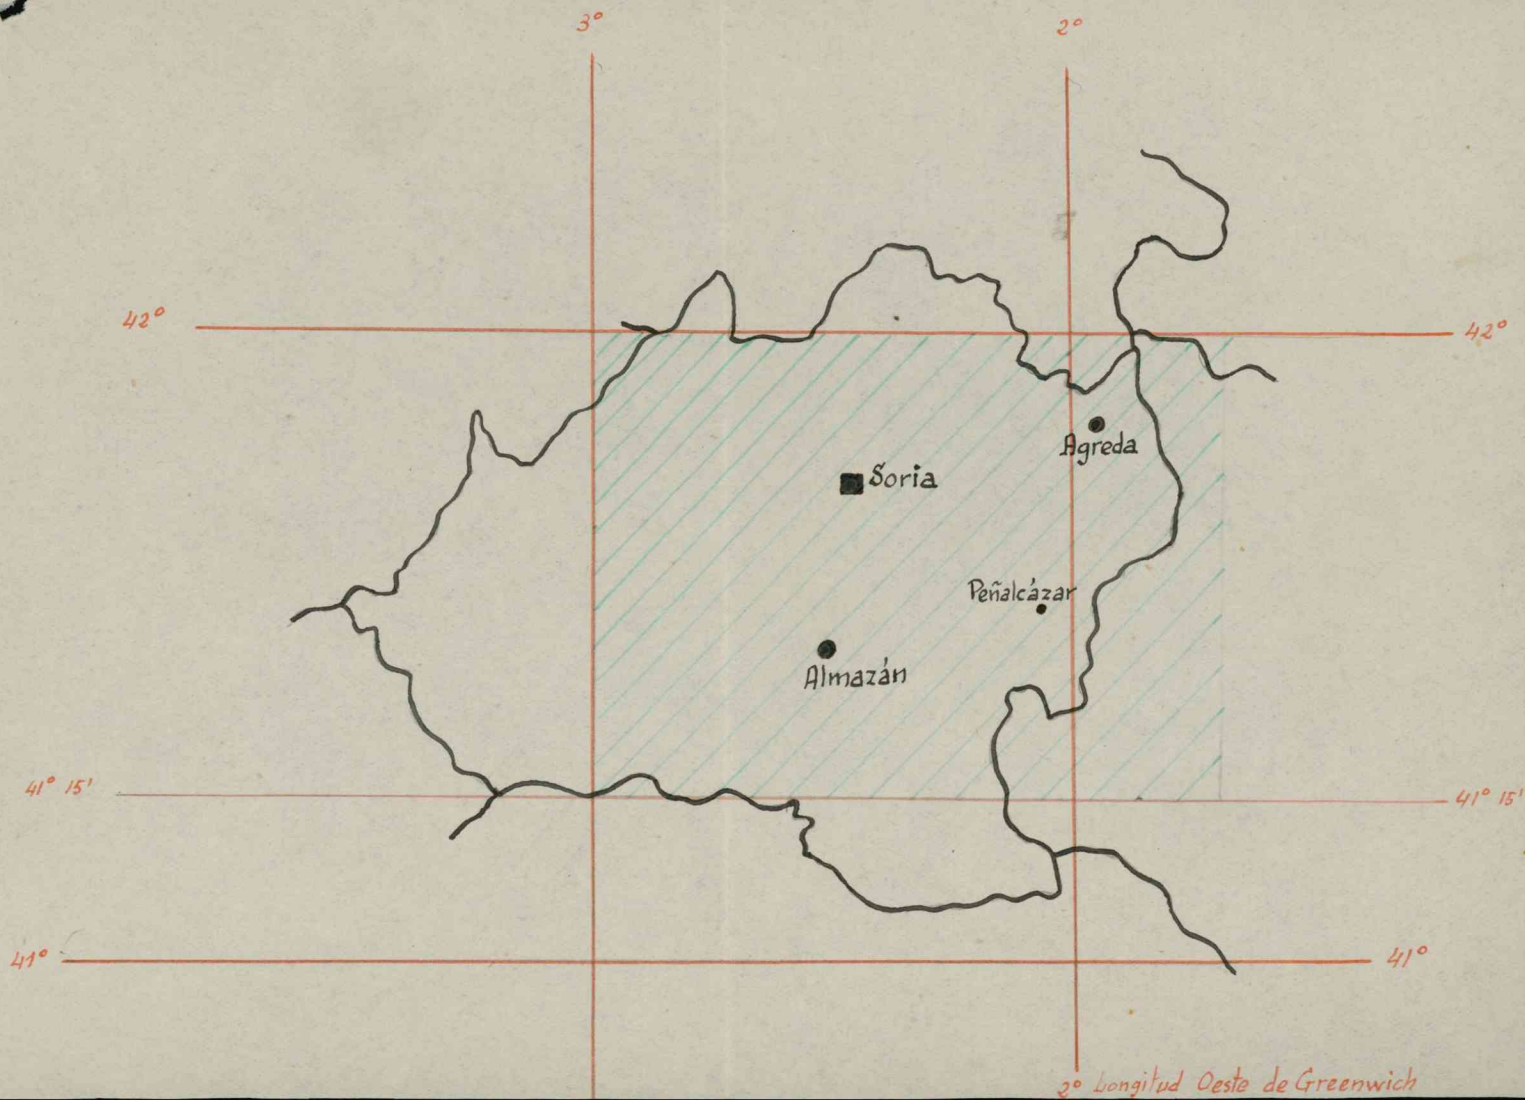 3° 2°
42° 42°
Agreda
Soria
Peñalcázar
Almazán
41° 15' 41° 15'
41° 41°
2° Longitud Oeste de Greenwich